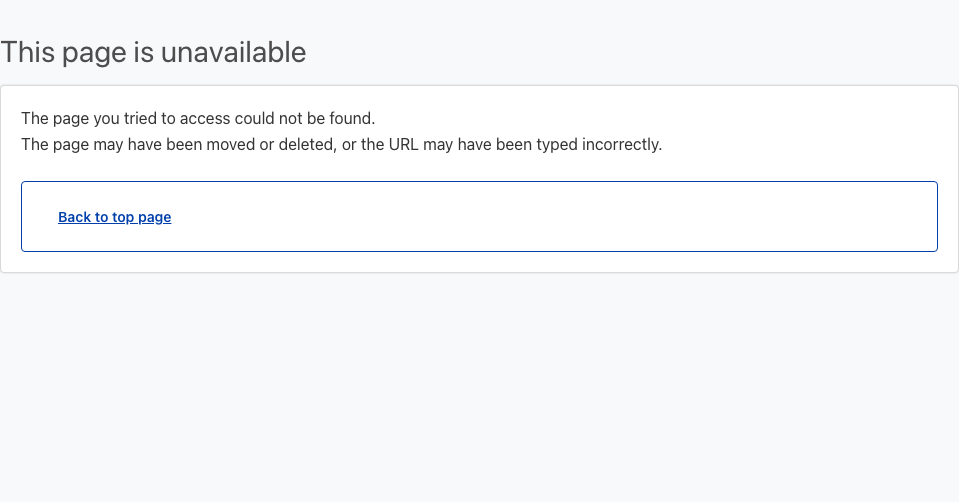 This page is unavailable
The page you tried to access could not be found.
The page may have been moved or deleted, or the URL may have been typed incorrectly.
Back to top page